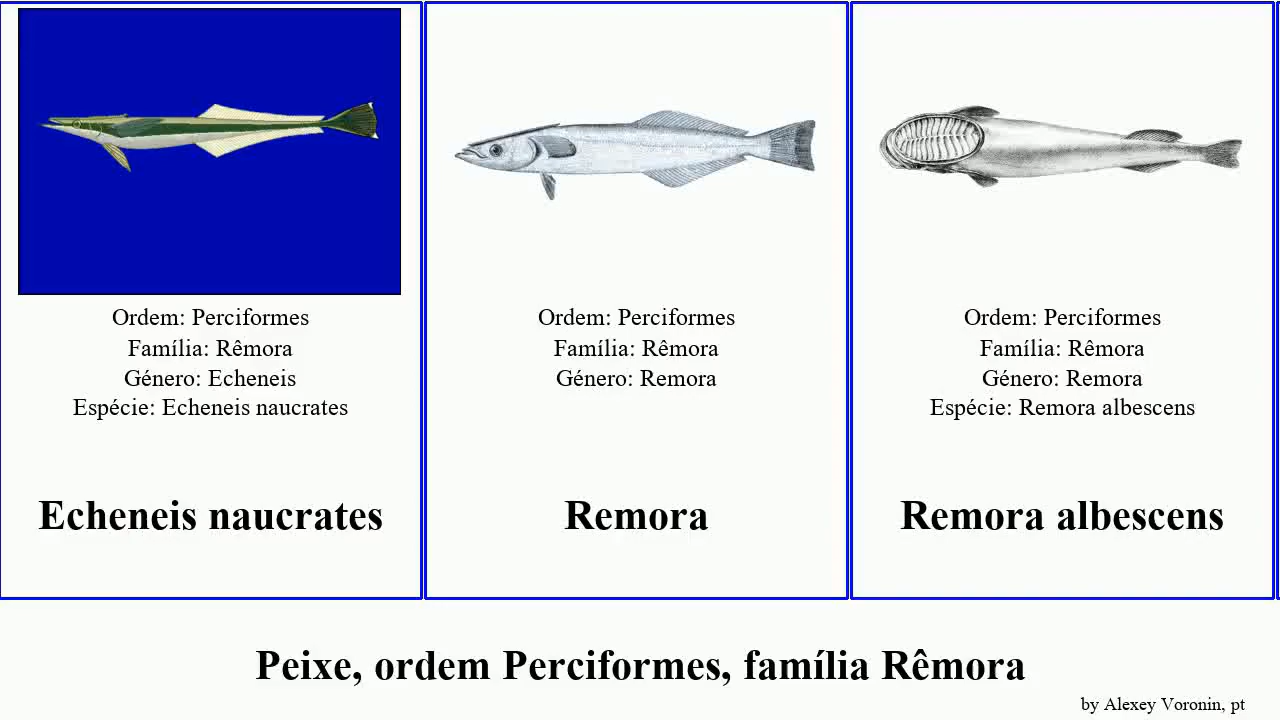 Ordem: Perciformes
Família: Rêmora
Género: Echeneis
Espécie: Echeneis naucrates
Echeneis naucrates
Ordem: Perciformes
Família: Rêmora
Género: Remora
Remora
Ordem: Perciformes
Família: Rêmora
Género: Remora
Espécie: Remora albescens
Remora albescens
Peixe, ordem Perciformes, família Rêmora
by Alexey Voronin, pt